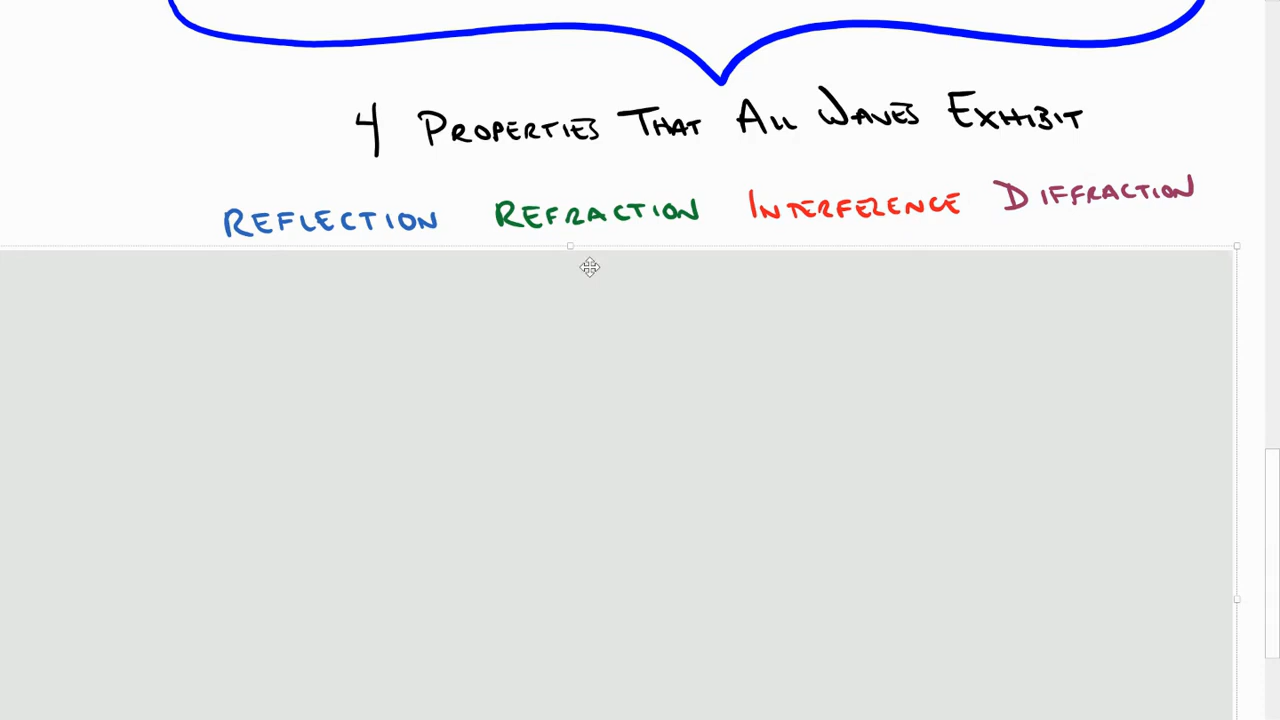 4 PROPERTIES THAT ALL WAVES EXHIBIT
REFLECTION REFRACTION INTERFERENCE DIFFRACTION